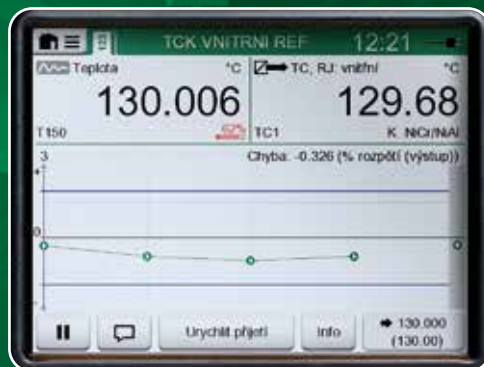 TCK VNITRNI REF 12:21
Teplota °C
130.006
T150
TC, RJ: vnitřní °C
129.68
TC1 K NiCr/NiAl
3 Chyba: -0.326 (% rozpětí (výstup))
+
0
-
Urychlit přijetí
Info
130.000
(130.00)